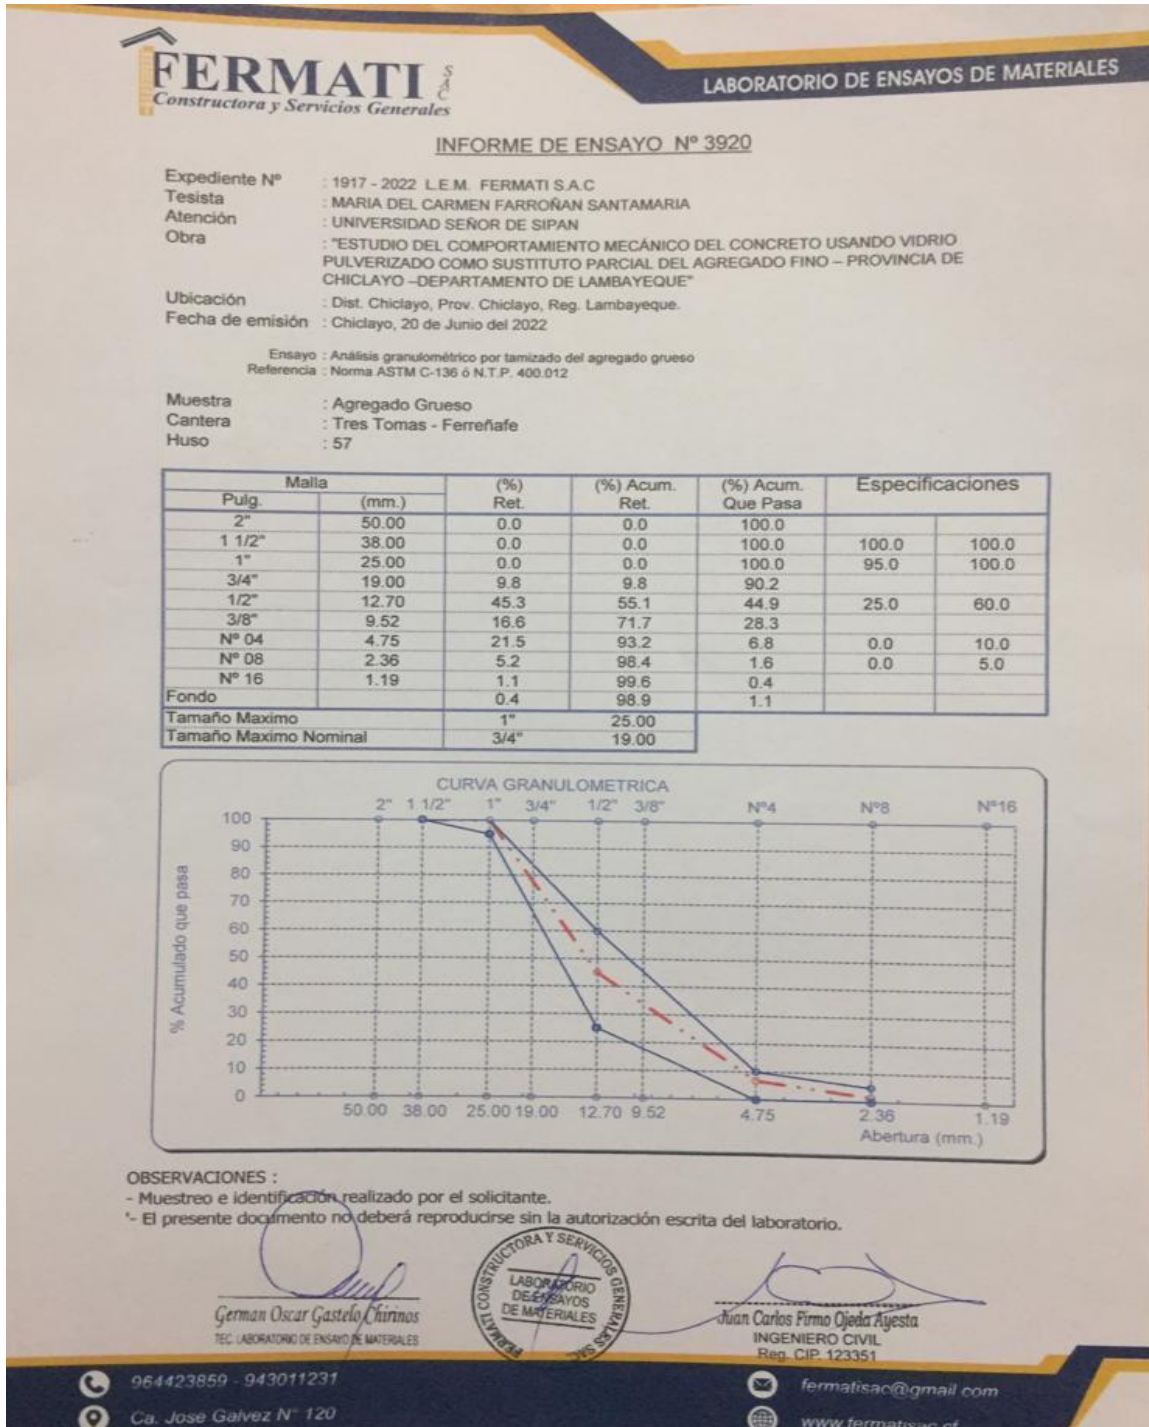 FERMATI SAC
Constructora y Servicios Generales
LABORATORIO DE ENSAYOS DE MATERIALES
INFORME DE ENSAYO Nº 3920
Expediente Nº : 1917 - 2022 L.E.M. FERMATI S.A.C
Tesista : MARIA DEL CARMEN FARROÑAN SANTAMARIA
Atención : UNIVERSIDAD SEÑOR DE SIPAN
Obra : "ESTUDIO DEL COMPORTAMIENTO MECÁNICO DEL CONCRETO USANDO VIDRIO
PULVERIZADO COMO SUSTITUTO PARCIAL DEL AGREGADO FINO – PROVINCIA DE
CHICLAYO –DEPARTAMENTO DE LAMBAYEQUE"
Ubicación : Dist. Chiclayo, Prov. Chiclayo, Reg. Lambayeque.
Fecha de emisión : Chiclayo, 20 de Junio del 2022
Ensayo : Análisis granulométrico por tamizado del agregado grueso
Referencia : Norma ASTM C-136 ó N.T.P. 400.012
Muestra : Agregado Grueso
Cantera : Tres Tomas - Ferreñafe
Huso : 57
Malla (%) (%) Acum. (%) Acum. Especificaciones
Pulg. (mm.) Ret. Ret. Que Pasa
2" 50.00 0.0 0.0 100.0
1 1/2" 38.00 0.0 0.0 100.0 100.0 100.0
1" 25.00 0.0 0.0 100.0 95.0 100.0
3/4" 19.00 9.8 9.8 90.2
1/2" 12.70 45.3 55.1 44.9 25.0 60.0
3/8" 9.52 16.6 71.7 28.3
Nº 04 4.75 21.5 93.2 6.8 0.0 10.0
Nº 08 2.36 5.2 98.4 1.6 0.0 5.0
Nº 16 1.19 1.1 99.6 0.4
Fondo 0.4 98.9 1.1
Tamaño Maximo 1" 25.00
Tamaño Maximo Nominal 3/4" 19.00
CURVA GRANULOMETRICA
2" 1 1/2" 1" 3/4" 1/2" 3/8" Nº4 Nº8 Nº16
100
90
80
70
60
50
40
30
20
10
0
% Acumulado que pasa
50.00 38.00 25.00 19.00 12.70 9.52 4.75 2.36 1.19
Abertura (mm.)
OBSERVACIONES :
- Muestreo e identificación realizado por el solicitante.
'- El presente documento no deberá reproducirse sin la autorización escrita del laboratorio.
FERMATI CONSTRUCTORA Y SERVICIOS GENERALES SAC
LABORATORIO
DE ENSAYOS
DE MATERIALES
German Oscar Gastelo Chirinos
TEC. LABORATORIO DE ENSAYO DE MATERIALES
Juan Carlos Firmo Ojeda Ayesta
INGENIERO CIVIL
Reg. CIP. 123351
964423859 - 943011231
fermatisac@gmail.com
Ca. Jose Galvez N° 120
www.fermatisac.cf